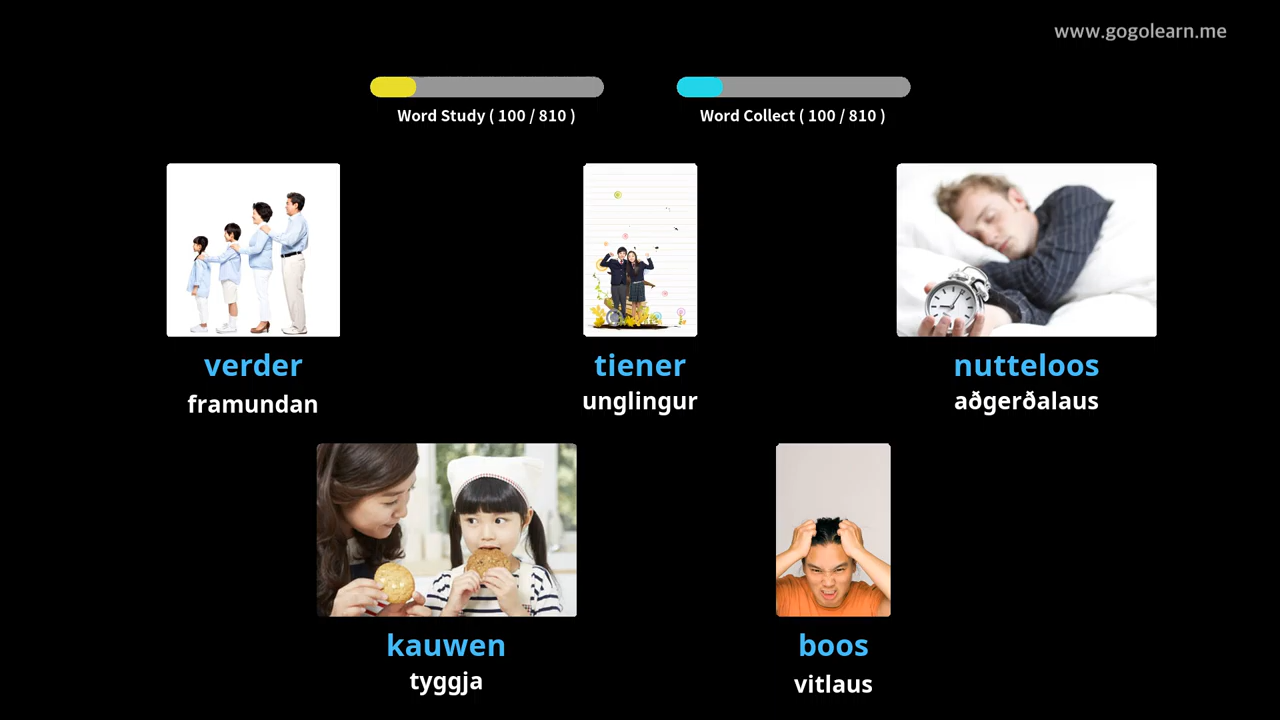 www.gogolearn.me
Word Study ( 100 / 810 )
Word Collect ( 100 / 810 )
verder
framundan
tiener
unglingur
nutteloos
aðgerðalaus
kauwen
tyggja
boos
vitlaus